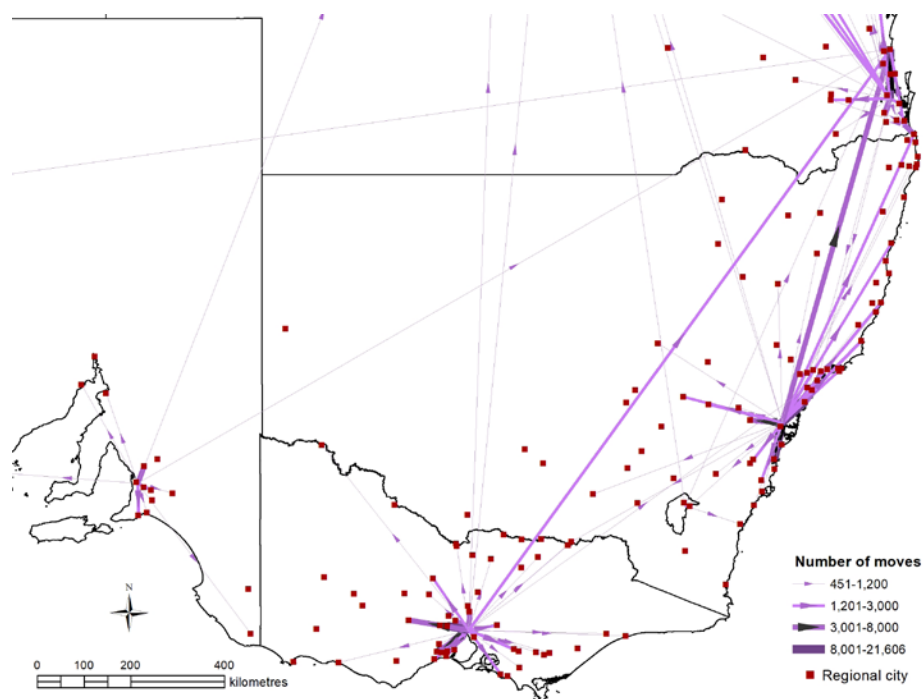 N
0 100 200 400
kilometres
Number of moves
451-1,200
1,201-3,000
3,001-8,000
8,001-21,606
Regional city